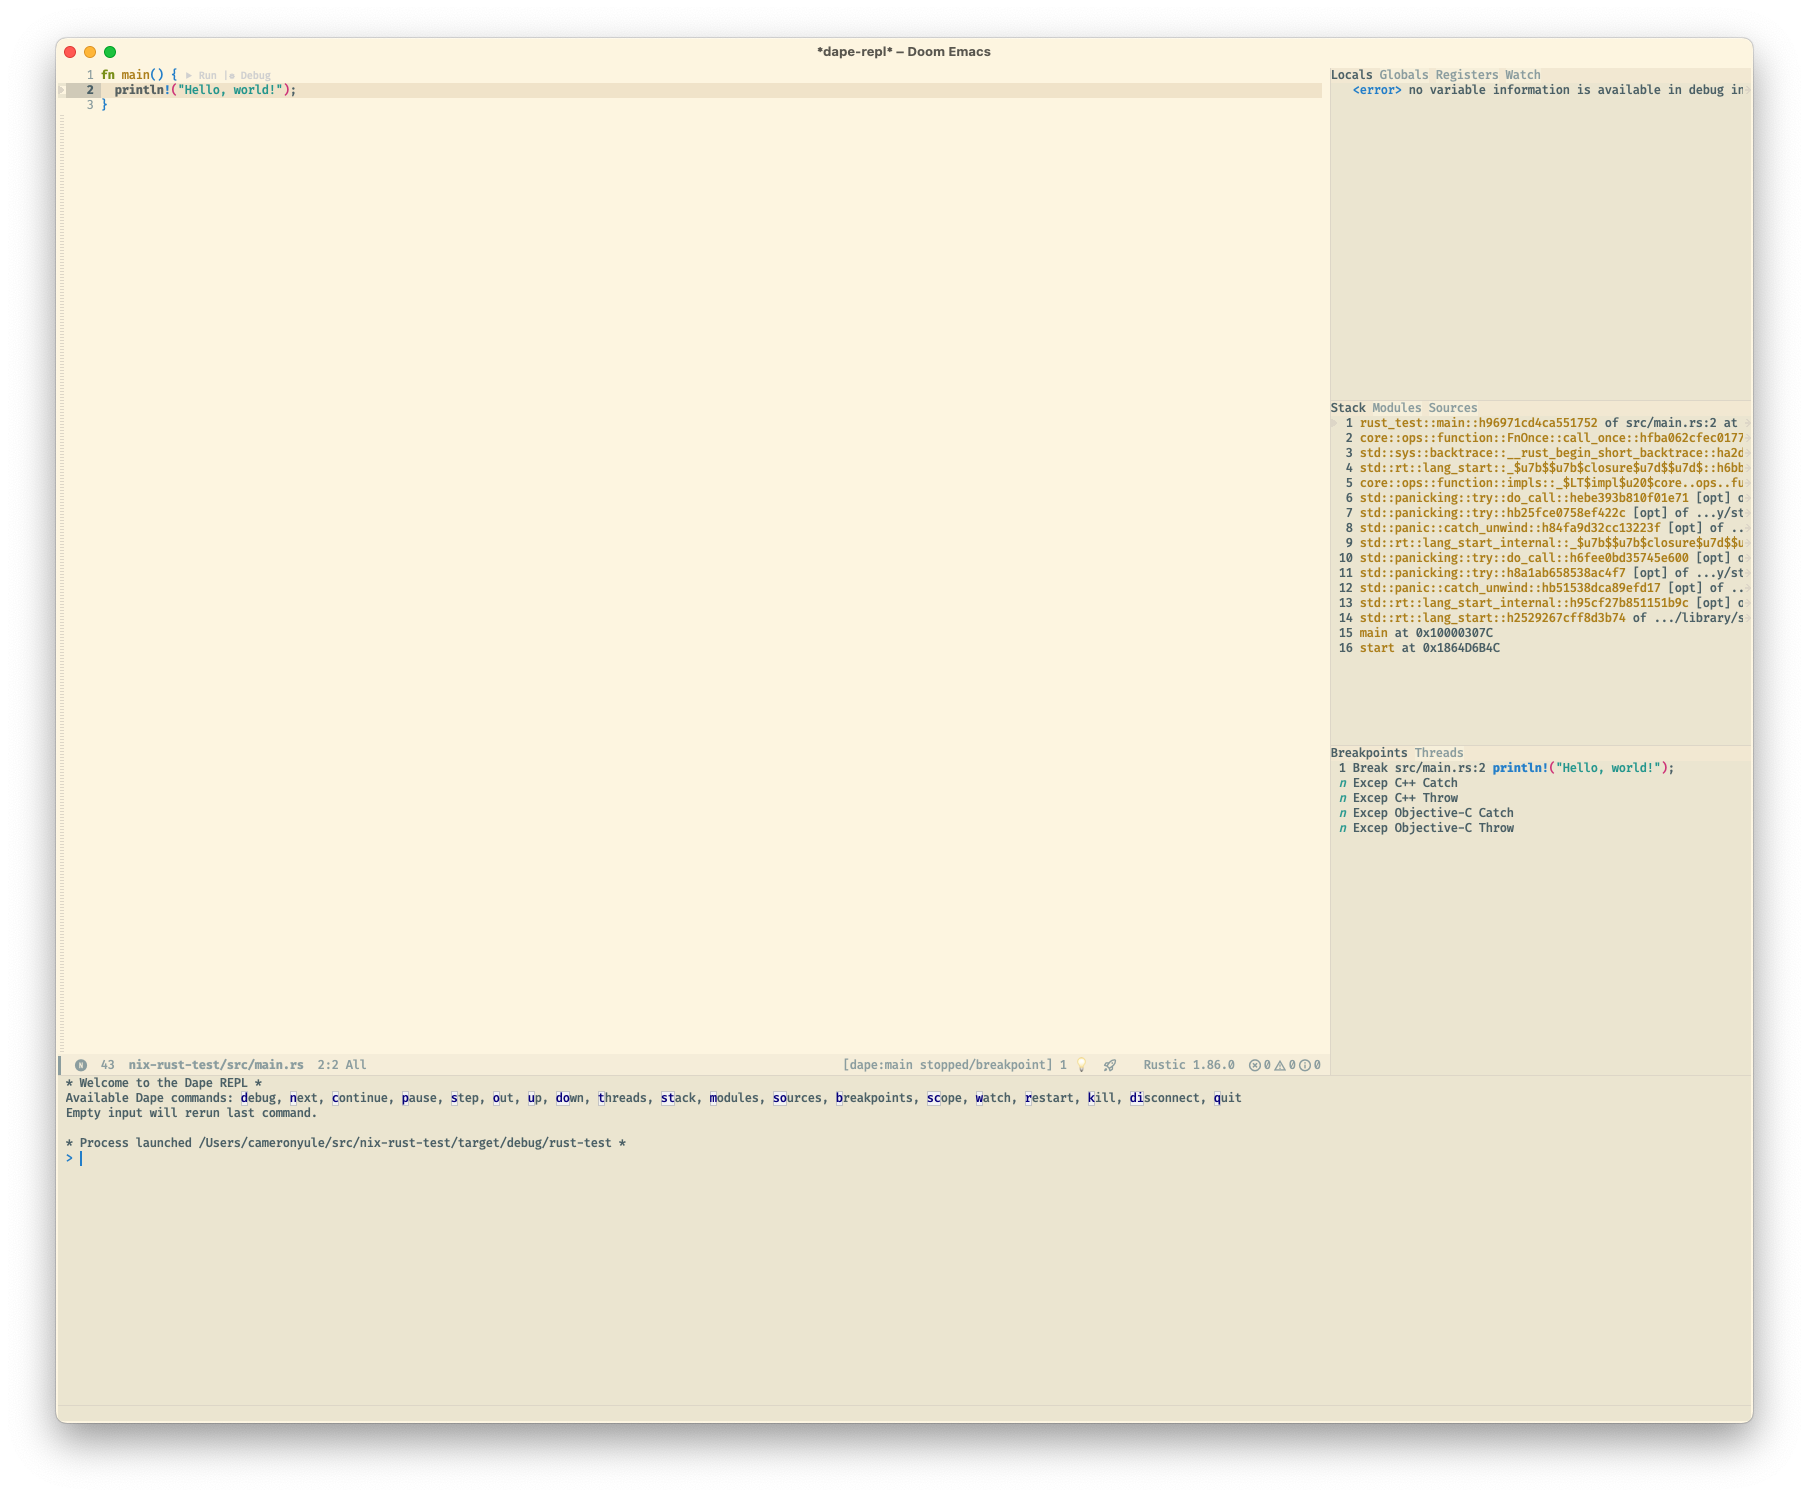 *dape-repl* – Doom Emacs
1 fn main() { ▶ Run |● Debug
2   println!("Hello, world!");
3 }
Locals Globals Registers Watch
<error> no variable information is available in debug in
Stack Modules Sources
1 rust_test::main::h96971cd4ca551752 of src/main.rs:2 at
2 core::ops::function::FnOnce::call_once::hfba062cfec0177
3 std::sys::backtrace::__rust_begin_short_backtrace::ha2d
4 std::rt::lang_start::_$u7b$$u7b$closure$u7d$$u7d$::h6bb
5 core::ops::function::impls::_$LT$impl$u20$core..ops..fu
6 std::panicking::try::do_call::hebe393b810f01e71 [opt] o
7 std::panicking::try::hb25fce0758ef422c [opt] of ...y/st
8 std::panic::catch_unwind::h84fa9d32cc13223f [opt] of ..
9 std::rt::lang_start_internal::_$u7b$$u7b$closure$u7d$$u
10 std::panicking::try::do_call::h6fee0bd35745e600 [opt] o
11 std::panicking::try::h8a1ab658538ac4f7 [opt] of ...y/st
12 std::panic::catch_unwind::hb51538dca89efd17 [opt] of ..
13 std::rt::lang_start_internal::h95cf27b851151b9c [opt] o
14 std::rt::lang_start::h2529267cff8d3b74 of .../library/s
15 main at 0x10000307C
16 start at 0x1864D6B4C
Breakpoints Threads
1 Break src/main.rs:2 println!("Hello, world!");
n Excep C++ Catch
n Excep C++ Throw
n Excep Objective-C Catch
n Excep Objective-C Throw
N 43 nix-rust-test/src/main.rs 2:2 All [dape:main stopped/breakpoint] 1 Rustic 1.86.0 0 0 0
* Welcome to the Dape REPL *
Available Dape commands: debug, next, continue, pause, step, out, up, down, threads, stack, modules, sources, breakpoints, scope, watch, restart, kill, disconnect, quit
Empty input will rerun last command.
* Process launched /Users/cameronyule/src/nix-rust-test/target/debug/rust-test *
>